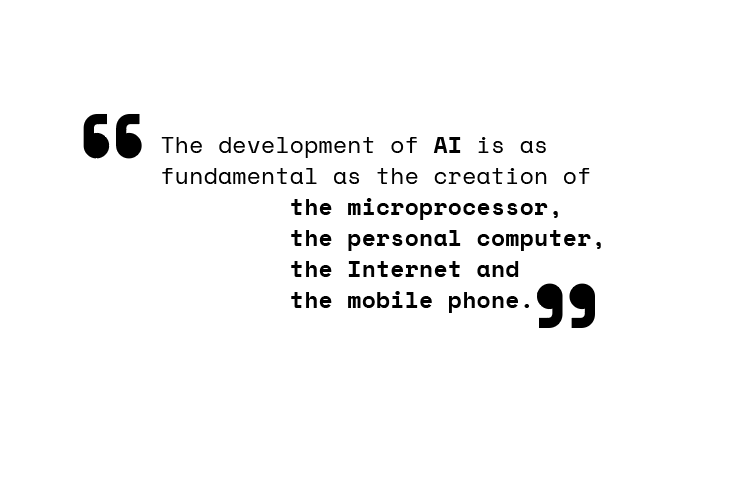 “The development of AI is as
fundamental as the creation of
the microprocessor,
the personal computer,
the Internet and
the mobile phone.”